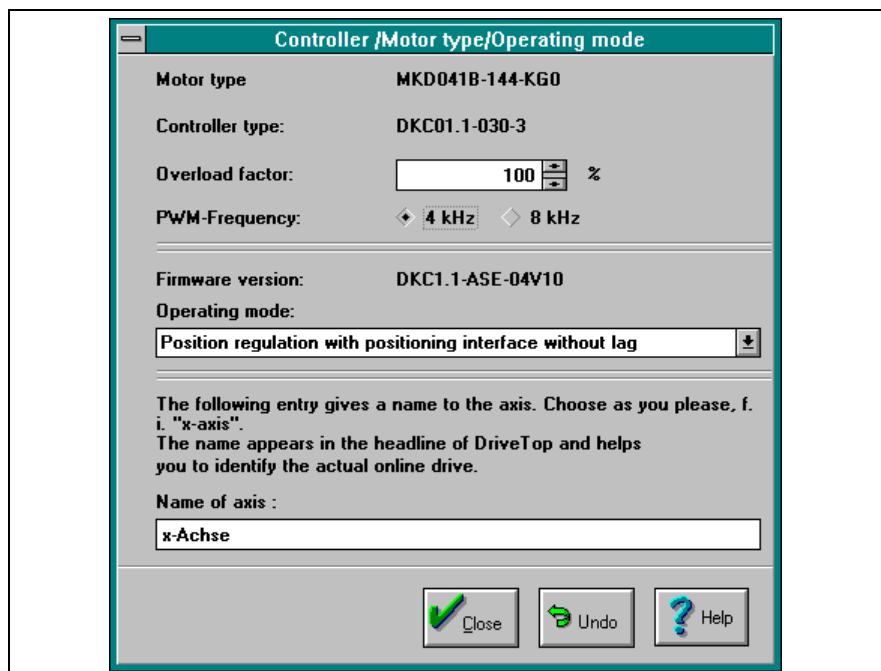 Controller /Motor type/Operating mode
Motor type MKD041B-144-KG0
Controller type: DKC01.1-030-3
Overload factor: 100 %
PWM-Frequency: 4 kHz 8 kHz
Firmware version: DKC1.1-ASE-04V10
Operating mode:
Position regulation with positioning interface without lag
The following entry gives a name to the axis. Choose as you please, f.
i. "x-axis".
The name appears in the headline of DriveTop and helps
you to identify the actual online drive.
Name of axis :
x-Achse
Close Undo Help